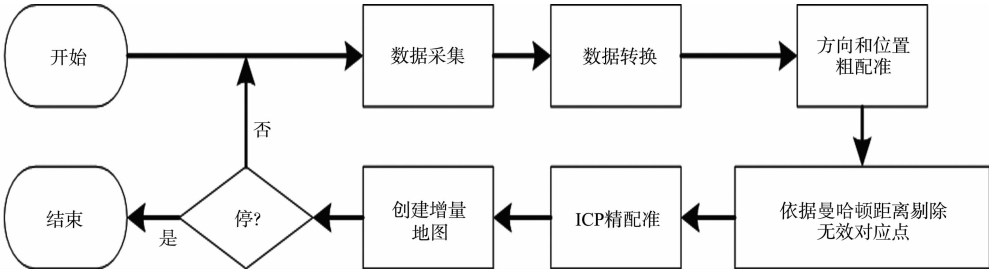 开始
数据采集
数据转换
方向和位置
粗配准
否
结束
是
停?
创建增量
地图
ICP精配准
依据曼哈顿距离剔除
无效对应点